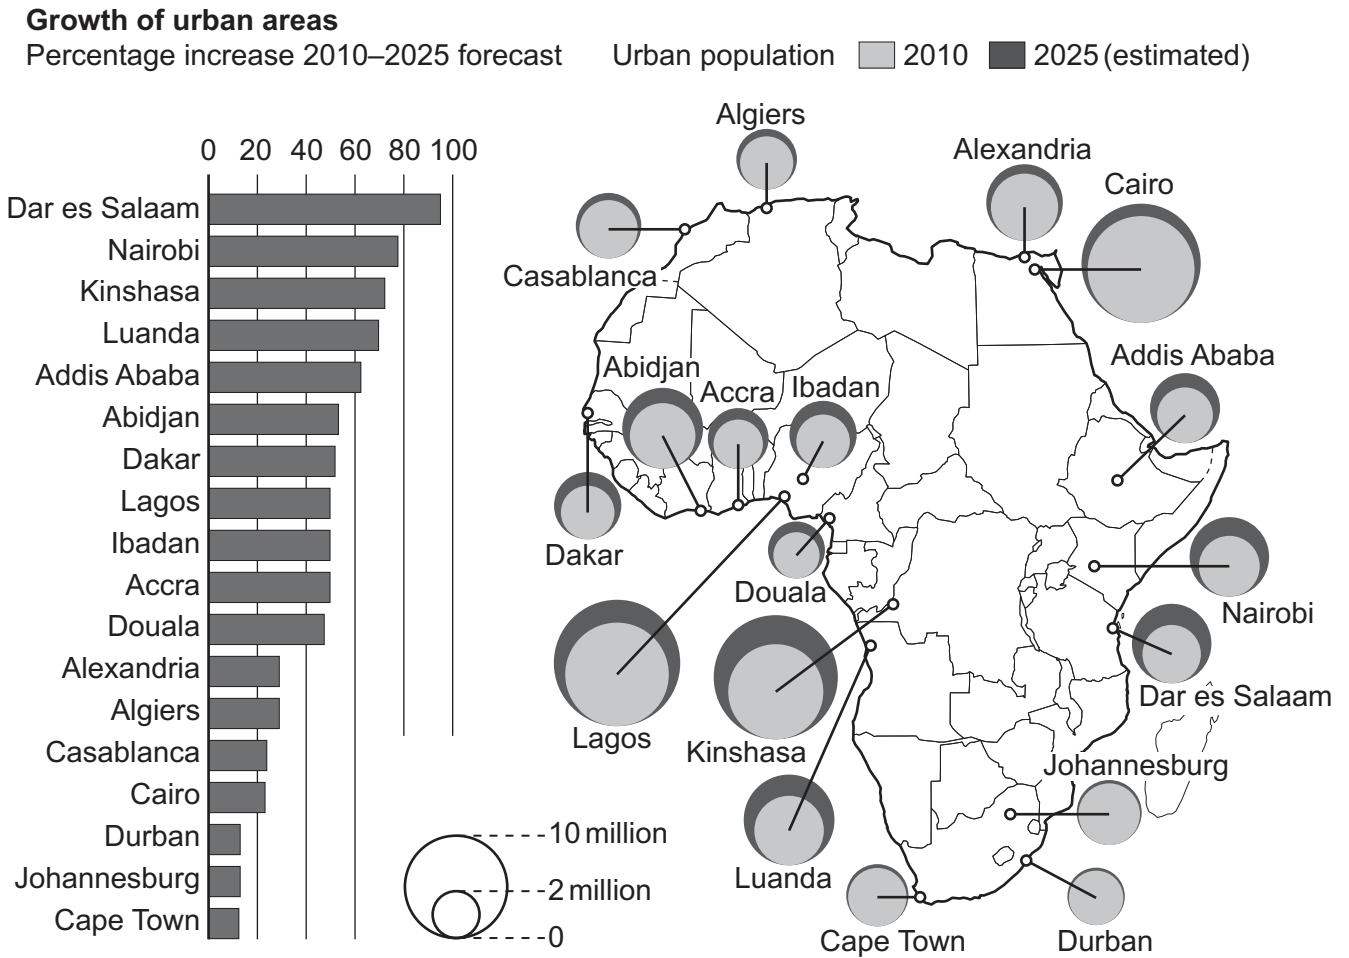 Growth of urban areas
Percentage increase 2010–2025 forecast
Urban population 2010 2025 (estimated)
0 20 40 60 80 100
Dar es Salaam
Nairobi
Kinshasa
Luanda
Addis Ababa
Abidjan
Dakar
Lagos
Ibadan
Accra
Douala
Alexandria
Algiers
Casablanca
Cairo
Durban
Johannesburg
Cape Town
10 million
2 million
0
Algiers
Alexandria
Cairo
Casablanca
Addis Ababa
Abidjan
Accra
Ibadan
Dakar
Douala
Nairobi
Dar es Salaam
Lagos
Kinshasa
Johannesburg
Luanda
Cape Town
Durban